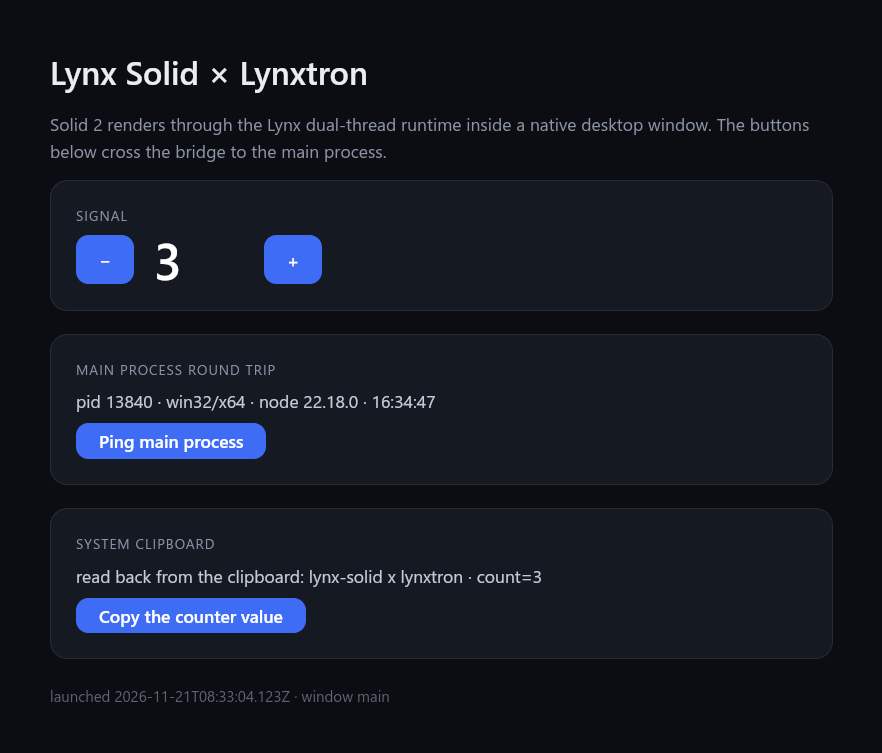 Lynx Solid × Lynxtron
Solid 2 renders through the Lynx dual-thread runtime inside a native desktop window. The buttons
below cross the bridge to the main process.
SIGNAL
− 3 +
MAIN PROCESS ROUND TRIP
pid 13840 · win32/x64 · node 22.18.0 · 16:34:47
Ping main process
SYSTEM CLIPBOARD
read back from the clipboard: lynx-solid x lynxtron · count=3
Copy the counter value
launched 2026-11-21T08:33:04.123Z · window main